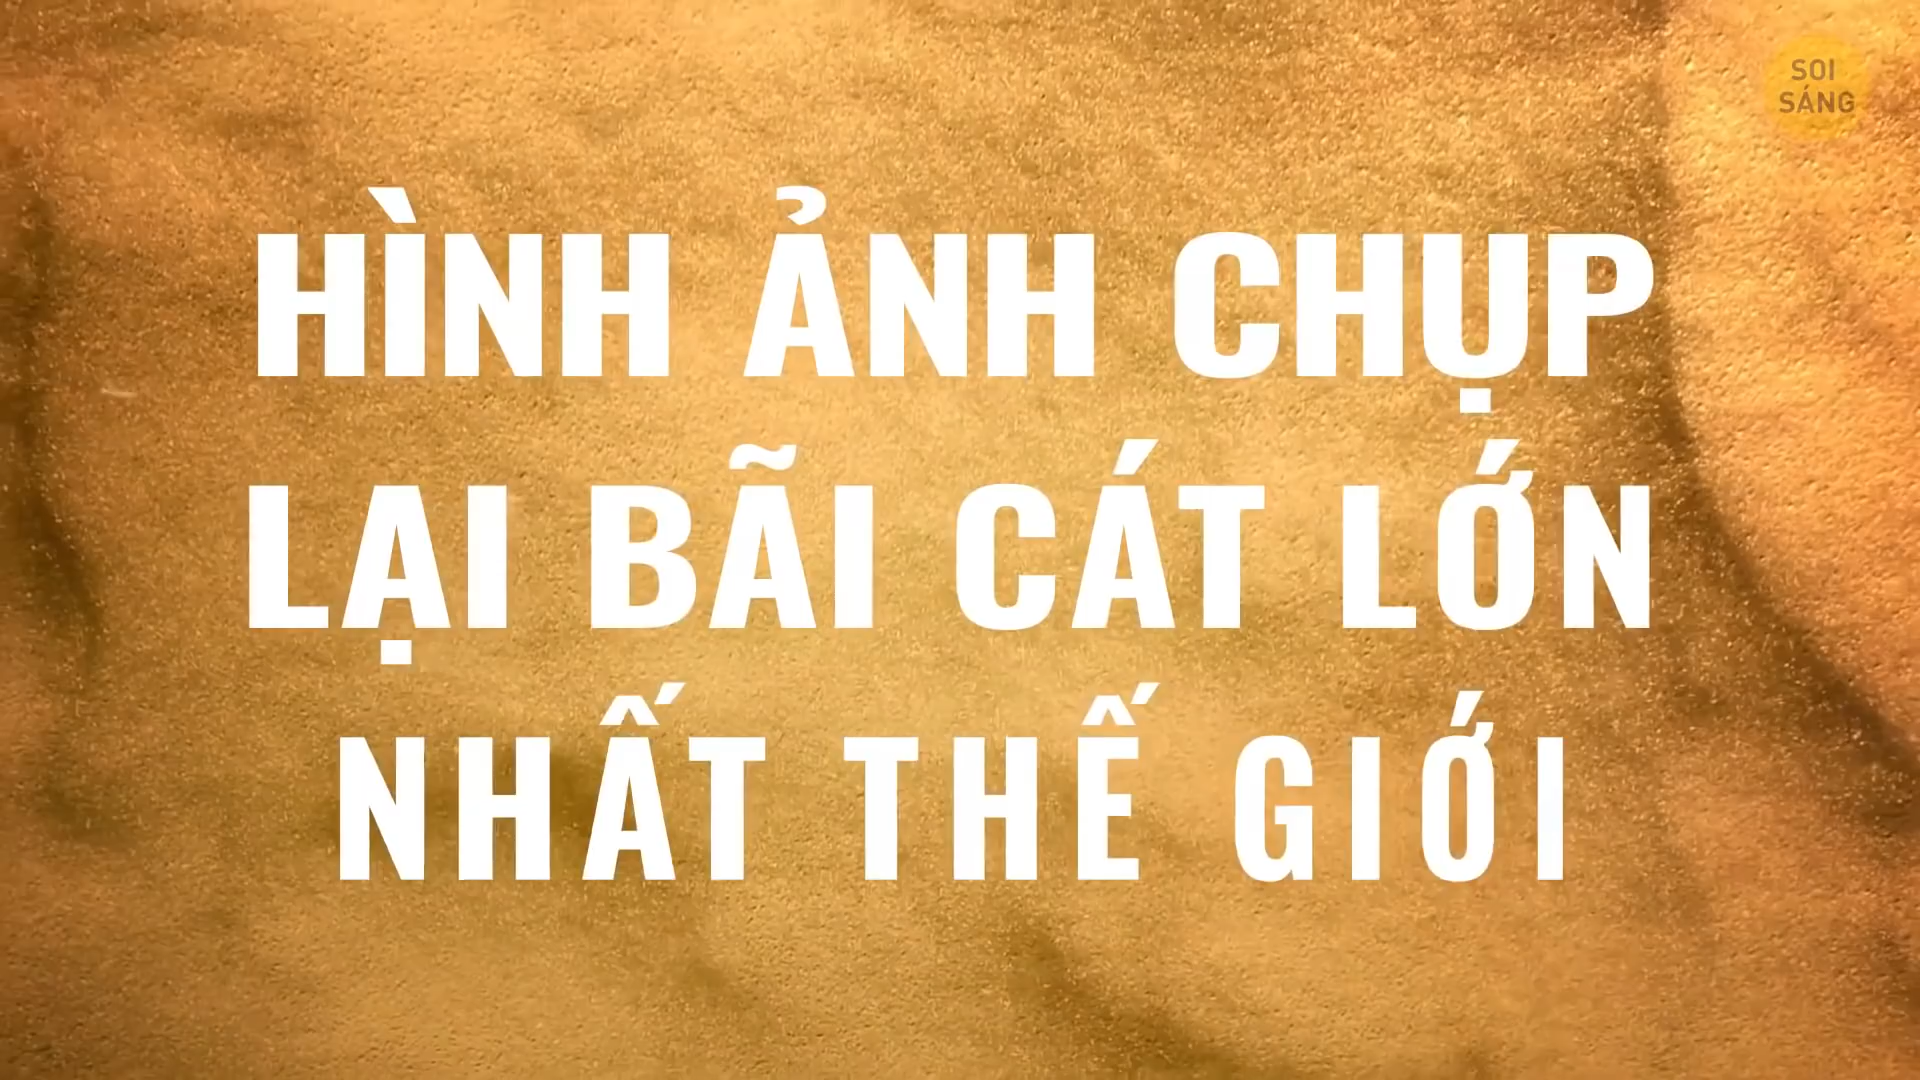 SOI
SÁNG
HÌNH ẢNH CHỤP
LẠI BÃI CÁT LỚN
NHẤT THẾ GIỚI